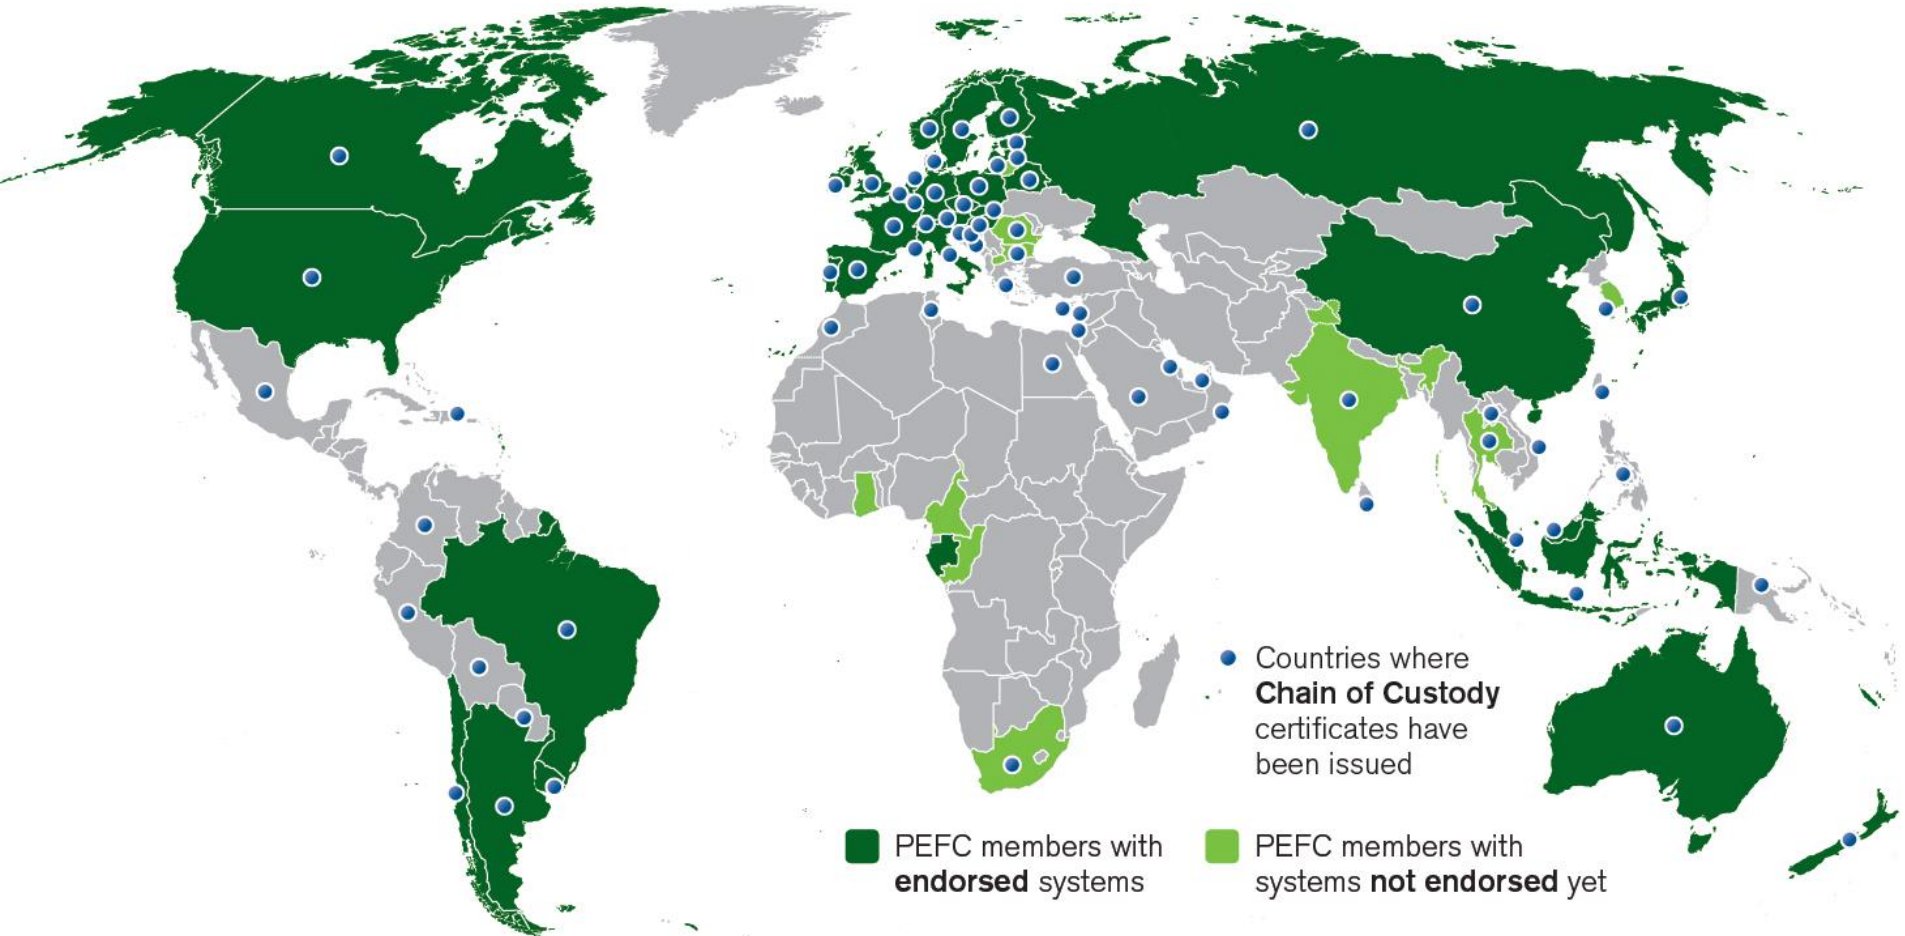 Countries where
Chain of Custody
certificates have
been issued
PEFC members with
endorsed systems
PEFC members with
systems not endorsed yet